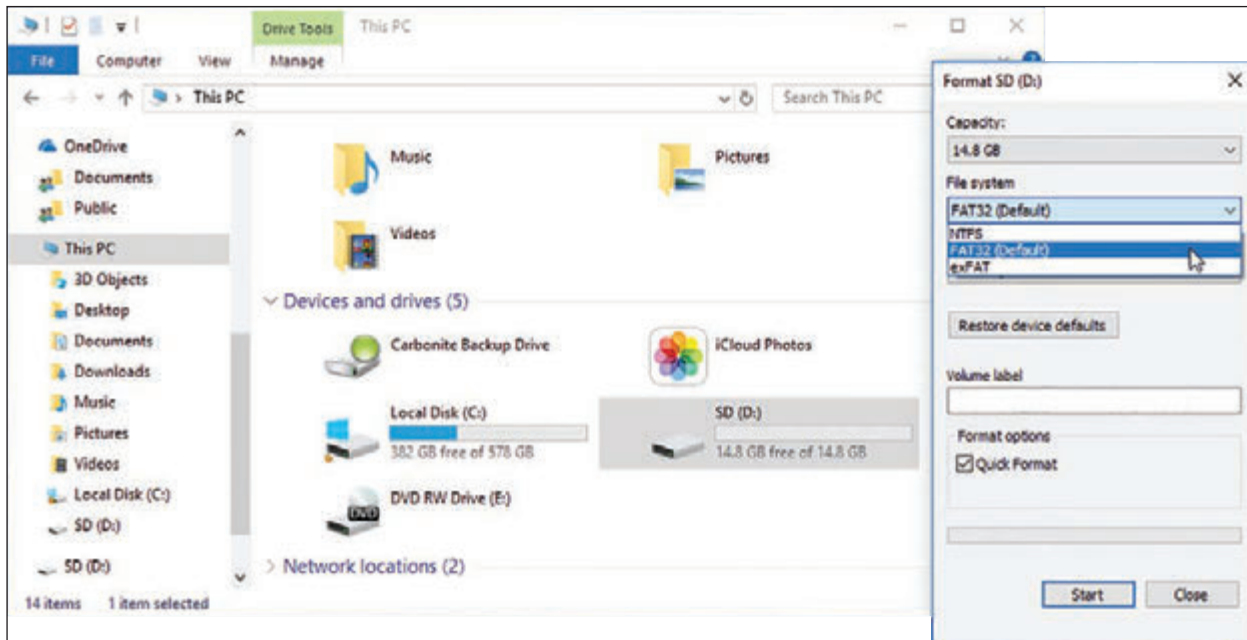 Drive Tools
This PC
File
Computer
View
Manage
This PC
Search This PC
OneDrive
Documents
Public
This PC
3D Objects
Desktop
Documents
Downloads
Music
Pictures
Videos
Local Disk (C:)
SD (D:)
SD (D:)
14 items
1 item selected
Music
Pictures
Videos
Devices and drives (5)
Carbonite Backup Drive
iCloud Photos
Local Disk (C:)
382 GB free of 578 GB
SD (D:)
14.8 GB free of 14.8 GB
DVD
DVD RW Drive (E:)
Network locations (2)
Format SD (D:)
Capacity:
14.8 GB
File system
FAT32 (Default)
NTFS
FAT32 (Default)
exFAT
Restore device defaults
Volume label
Format options
Quick Format
Start
Close